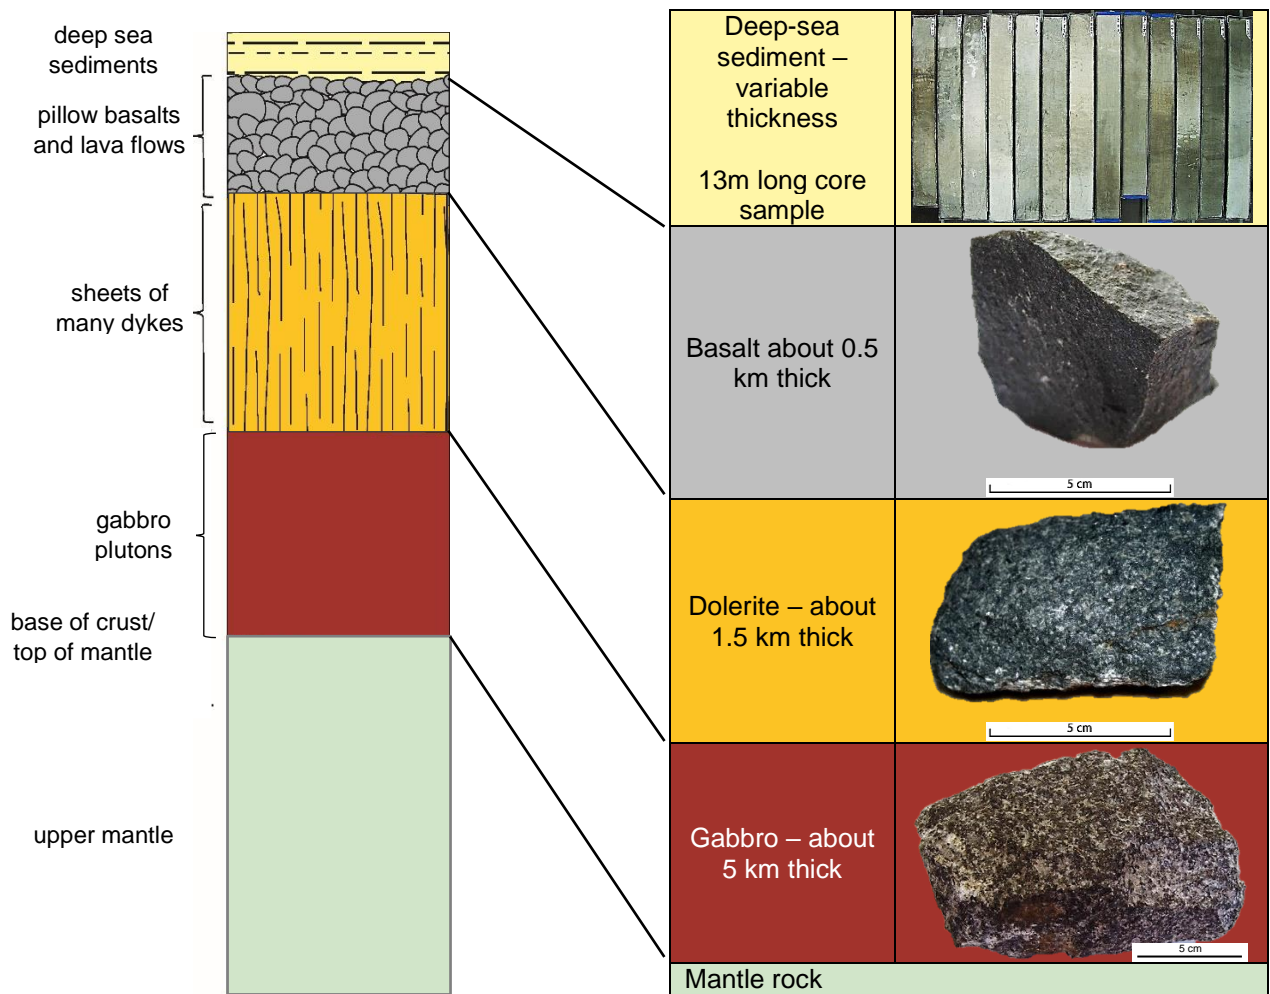 deep sea
sediments
pillow basalts
and lava flows
sheets of
many dykes
gabbro
plutons
base of crust/
top of mantle
upper mantle
Deep-sea
sediment –
variable
thickness
13m long core
sample
Basalt about 0.5
km thick
5 cm
Dolerite – about
1.5 km thick
5 cm
Gabbro – about
5 km thick
5 cm
Mantle rock